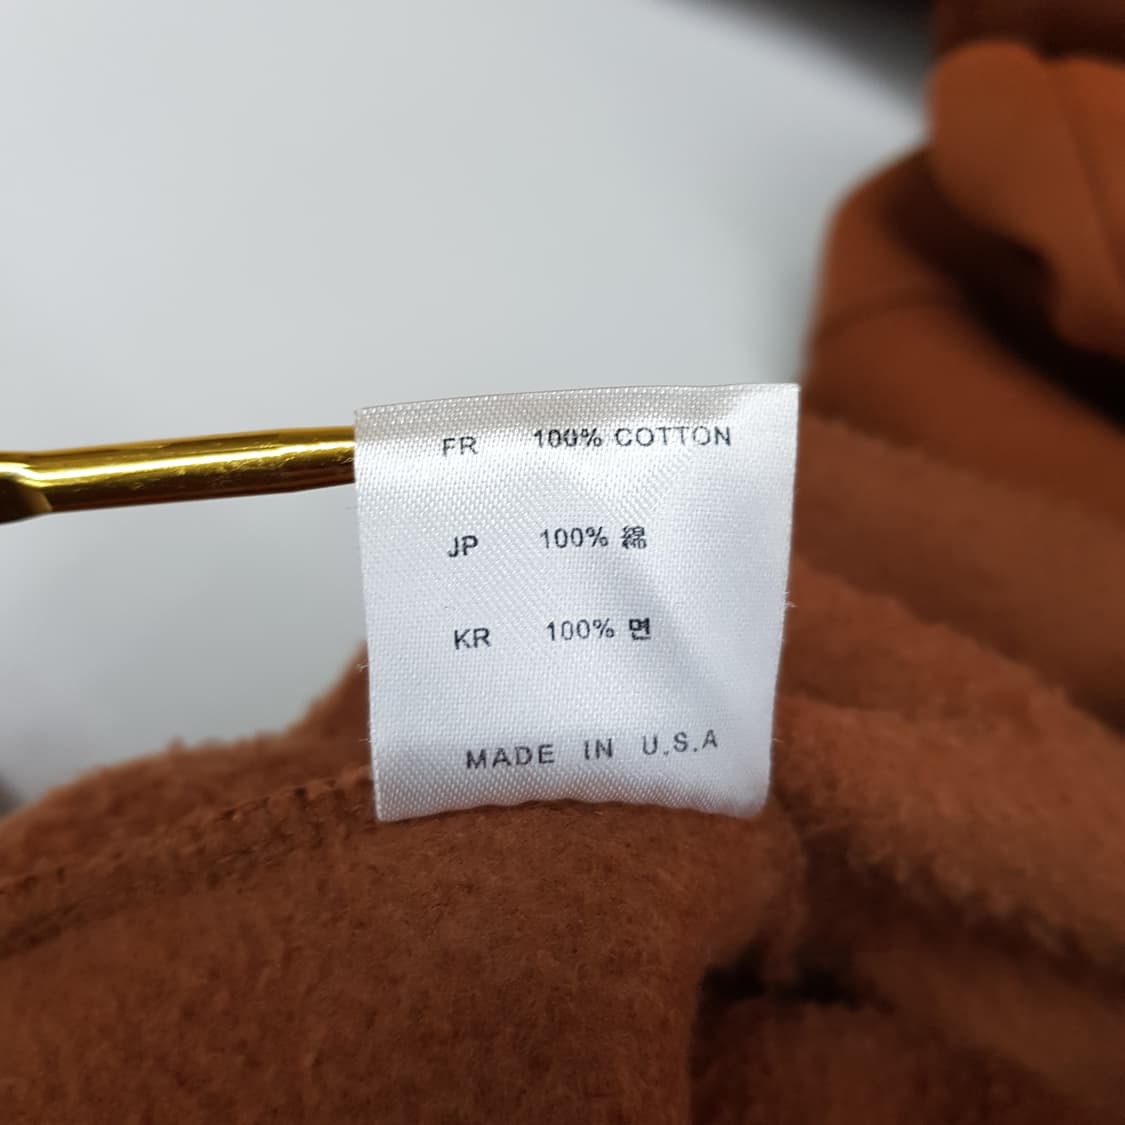 FR 100% COTTON
JP 100% 綿
KR 100% 면
MADE IN U.S.A